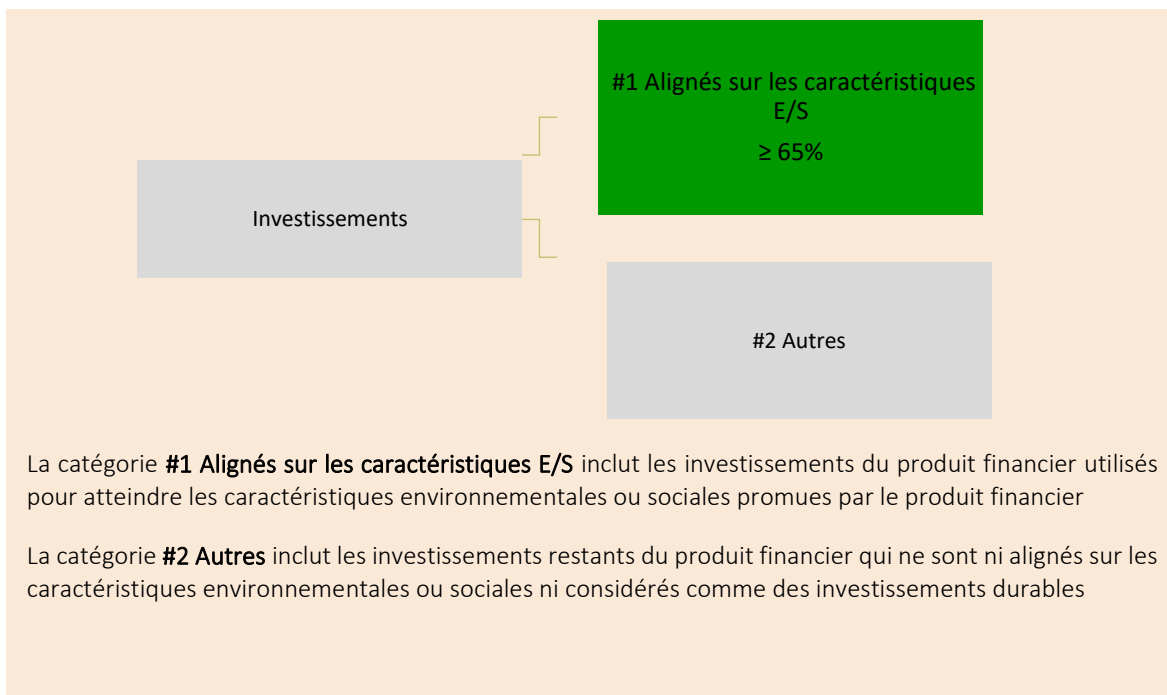 #1 Alignés sur les caractéristiques
E/S
≥ 65%
Investissements
#2 Autres
La catégorie #1 Alignés sur les caractéristiques E/S inclut les investissements du produit financier utilisés
pour atteindre les caractéristiques environnementales ou sociales promues par le produit financier
La catégorie #2 Autres inclut les investissements restants du produit financier qui ne sont ni alignés sur les
caractéristiques environnementales ou sociales ni considérés comme des investissements durables